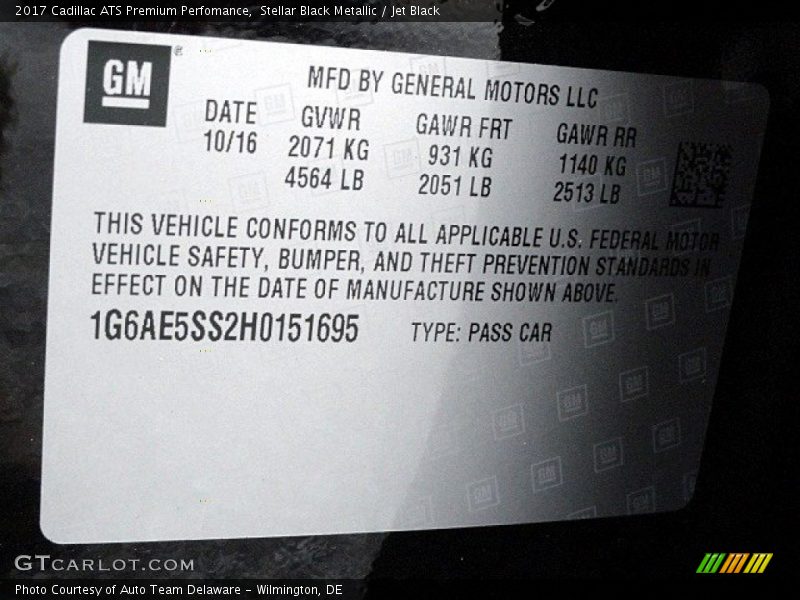 2017 Cadillac ATS Premium Perfomance, Stellar Black Metallic / Jet Black
GM ®
MFD BY GENERAL MOTORS LLC
DATE GVWR GAWR FRT GAWR RR
10/16 2071 KG 931 KG 1140 KG
4564 LB 2051 LB 2513 LB
THIS VEHICLE CONFORMS TO ALL APPLICABLE U.S. FEDERAL MOTOR
VEHICLE SAFETY, BUMPER, AND THEFT PREVENTION STANDARDS IN
EFFECT ON THE DATE OF MANUFACTURE SHOWN ABOVE.
1G6AE5SS2H0151695 TYPE: PASS CAR
GTCARLOT.COM
Photo Courtesy of Auto Team Delaware - Wilmington, DE